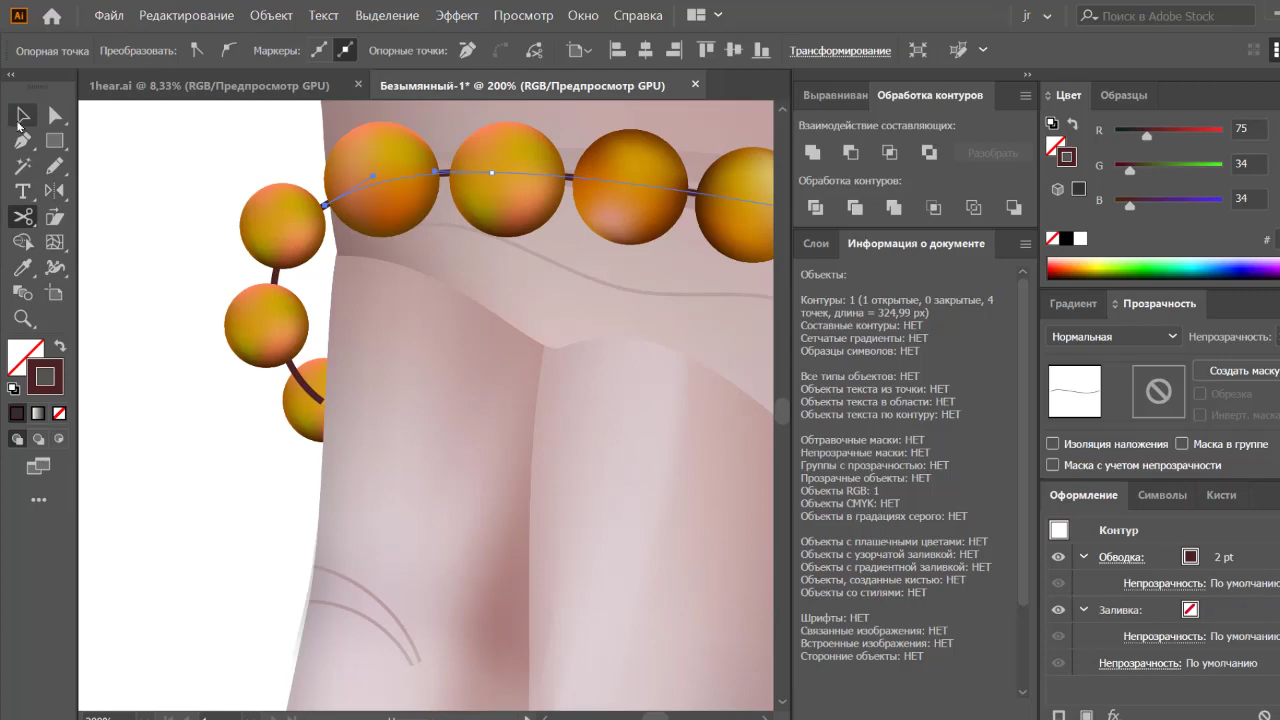 Ai Файл Редактирование Объект Текст Выделение Эффект Просмотр Окно Справка jr Поиск в Adobe Stock
Опорная точка Преобразовать: Маркеры: Опорные точки: Трансформирование
1hear.ai @ 8,33% (RGB/Предпросмотр GPU) × Безымянный-1* @ 200% (RGB/Предпросмотр GPU) ×
Выравниван Обработка контуров
Взаимодействие составляющих:
Разобрать
Обработка контуров:
Слои Информация о документе
Объекты:
Контуры: 1 (1 открытые, 0 закрытые, 4
точек, длина = 324,99 px)
Составные контуры: НЕТ
Сетчатые градиенты: НЕТ
Образцы символов: НЕТ
Все типы объектов: НЕТ
Объекты текста из точки: НЕТ
Объекты текста в области: НЕТ
Объекты текста по контуру: НЕТ
Обтравочные маски: НЕТ
Непрозрачные маски: НЕТ
Группы с прозрачностью: НЕТ
Прозрачные объекты: НЕТ
Объекты RGB: 1
Объекты CMYK: НЕТ
Объекты в градациях серого: НЕТ
Объекты с плашечными цветами: НЕТ
Объекты с узорчатой заливкой: НЕТ
Объекты с градиентной заливкой: НЕТ
Объекты, созданные кистью: НЕТ
Объекты со стилями: НЕТ
Шрифты: НЕТ
Связанные изображения: НЕТ
Встроенные изображения: НЕТ
Сторонние объекты: НЕТ
Цвет Образцы
R 75
G 34
B 34
#
Градиент Прозрачность
Нормальная Непрозрачность:
Создать маску
Обрезка
Инверт. маска
Изоляция наложения Маска в группе
Маска с учетом непрозрачности
Оформление Символы Кисти
Контур
Обводка: 2 pt
Непрозрачность: По умолчанию
Заливка:
Непрозрачность: По умолчанию
Непрозрачность: По умолчанию
fx